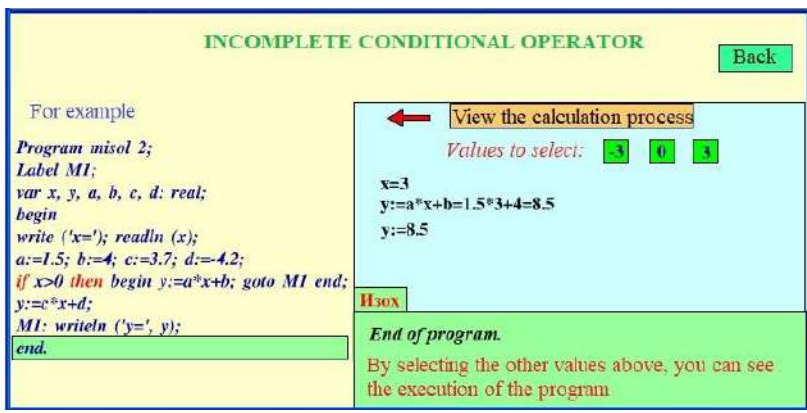 INCOMPLETE CONDITIONAL OPERATOR
Back
For example
Program misol 2;
Label M1;
var x, y, a, b, c, d: real;
begin
write ('x='); readln (x);
a:=1.5; b:=4; c:=3.7; d:=-4.2;
if x>0 then begin y:=a*x+b; goto M1 end;
y:=c*x+d;
M1: writeln ('y=', y);
end.
View the calculation process
Values to select: -3 0 3
x=3
y:=a*x+b=1.5*3+4=8.5
y:=8.5
Изох
End of program.
By selecting the other values above, you can see
the execution of the program